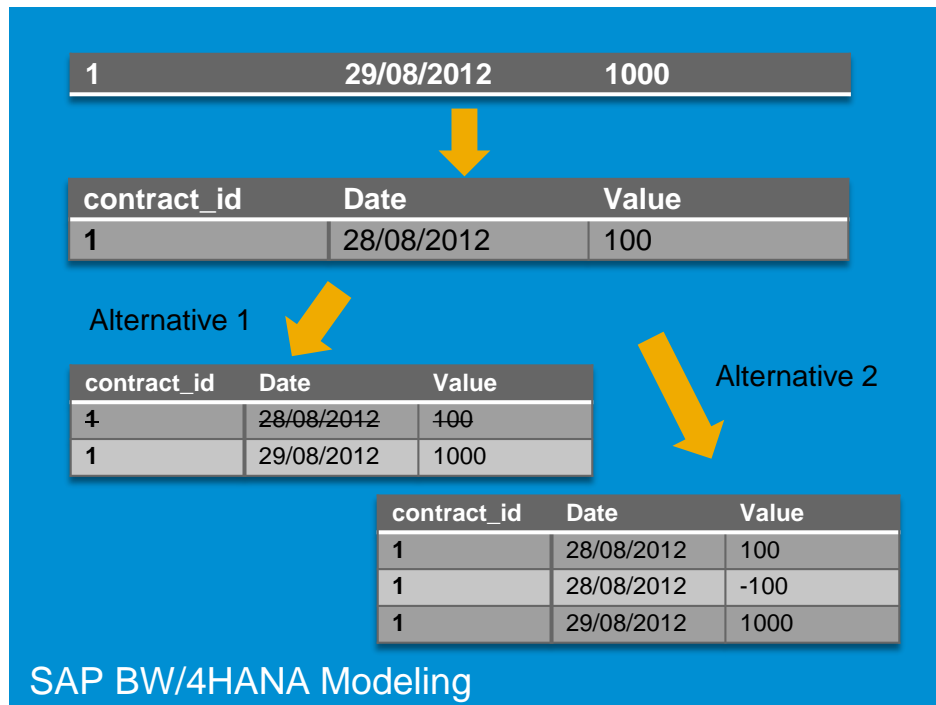 1 29/08/2012 1000
contract_id Date Value
1 28/08/2012 100
Alternative 1
contract_id Date Value
1 28/08/2012 100
1 29/08/2012 1000
Alternative 2
contract_id Date Value
1 28/08/2012 100
1 28/08/2012 -100
1 29/08/2012 1000
SAP BW/4HANA Modeling